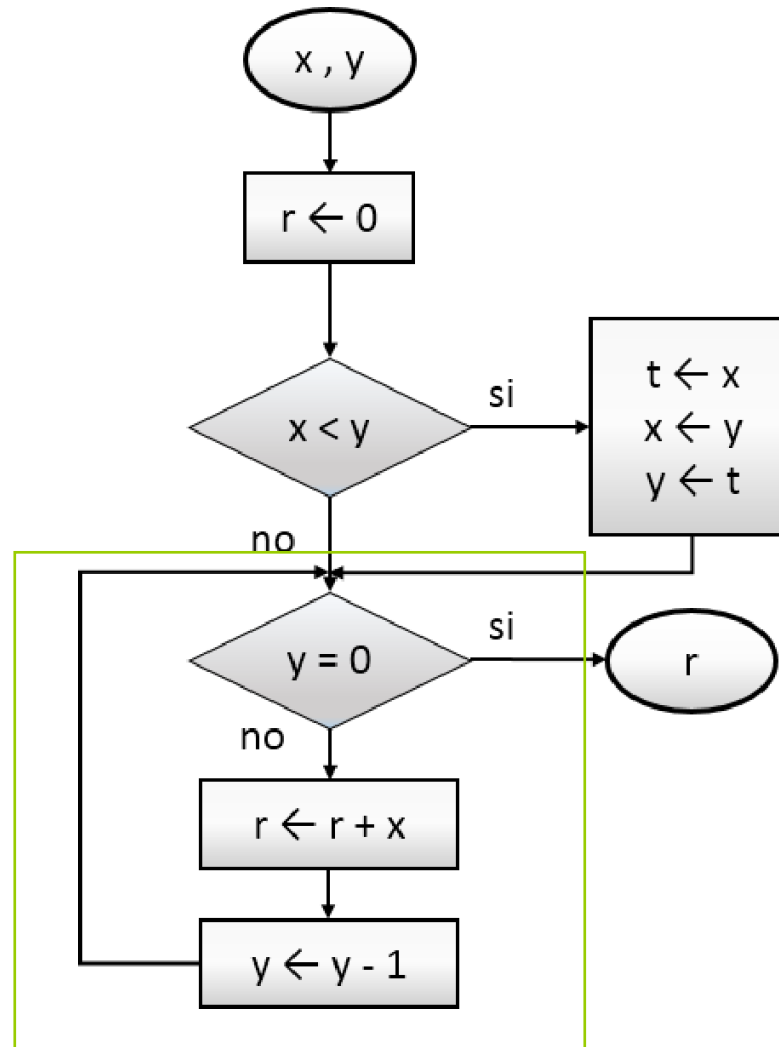 x , y
r ← 0
x < y
si
t ← x
x ← y
y ← t
no
y = 0
si
r
no
r ← r + x
y ← y - 1